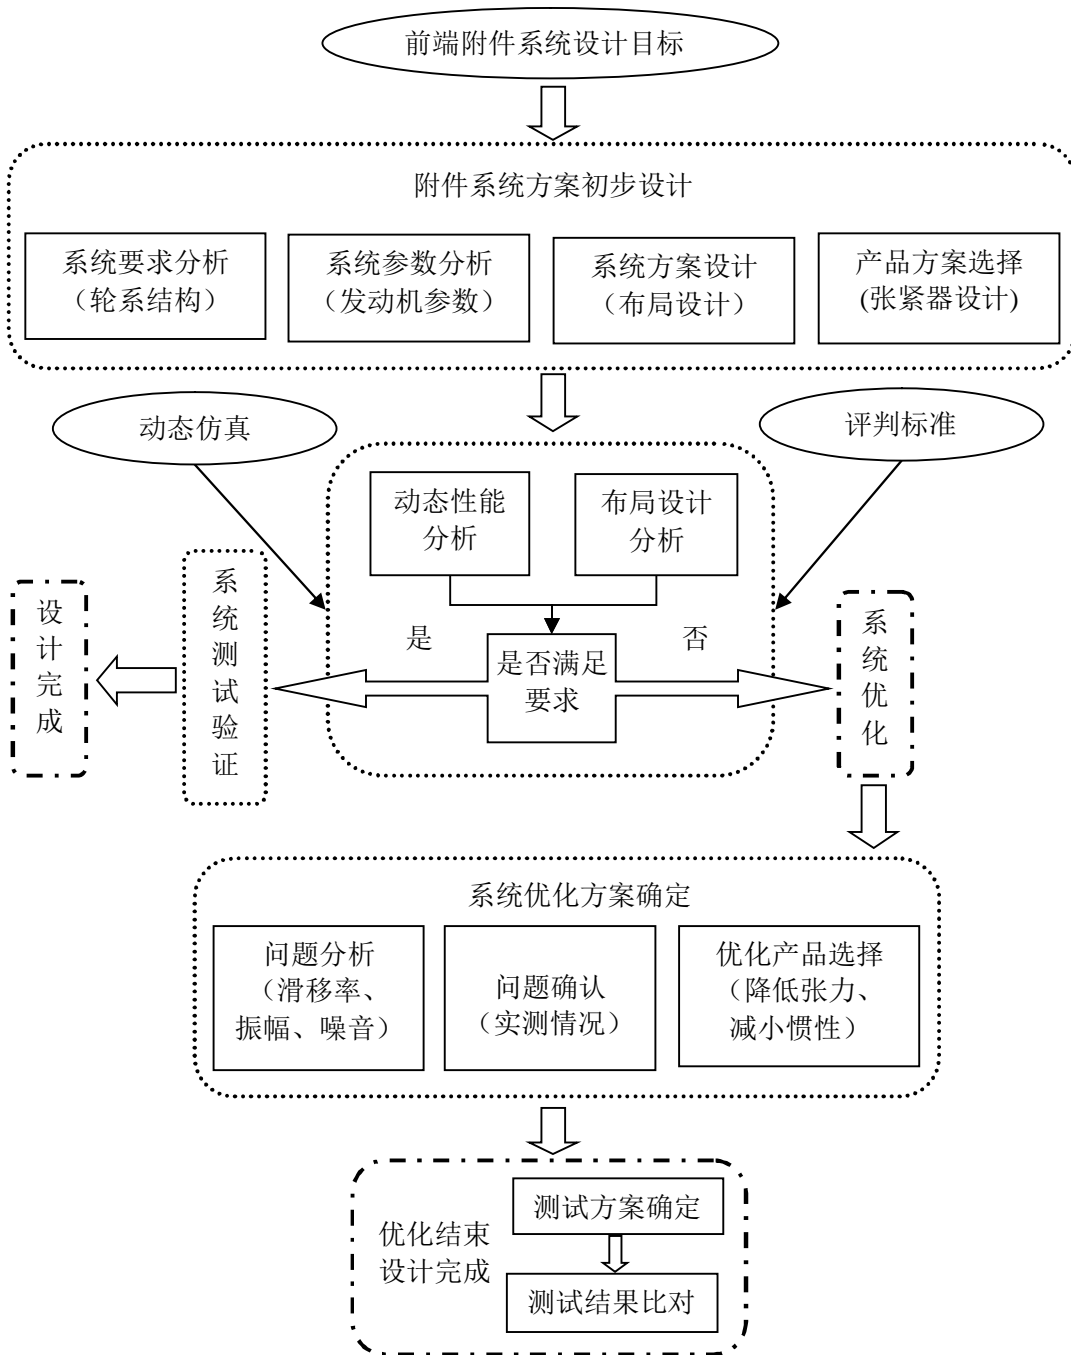 前端附件系统设计目标
附件系统方案初步设计
系统要求分析
（轮系结构）
系统参数分析
（发动机参数）
系统方案设计
（布局设计）
产品方案选择
(张紧器设计)
动态仿真
评判标准
动态性能
分析
布局设计
分析
是
否
是否满足
要求
系
统
测
试
验
证
设
计
完
成
系
统
优
化
系统优化方案确定
问题分析
（滑移率、
振幅、噪音）
问题确认
（实测情况）
优化产品选择
（降低张力、
减小惯性）
优化结束
设计完成
测试方案确定
测试结果比对